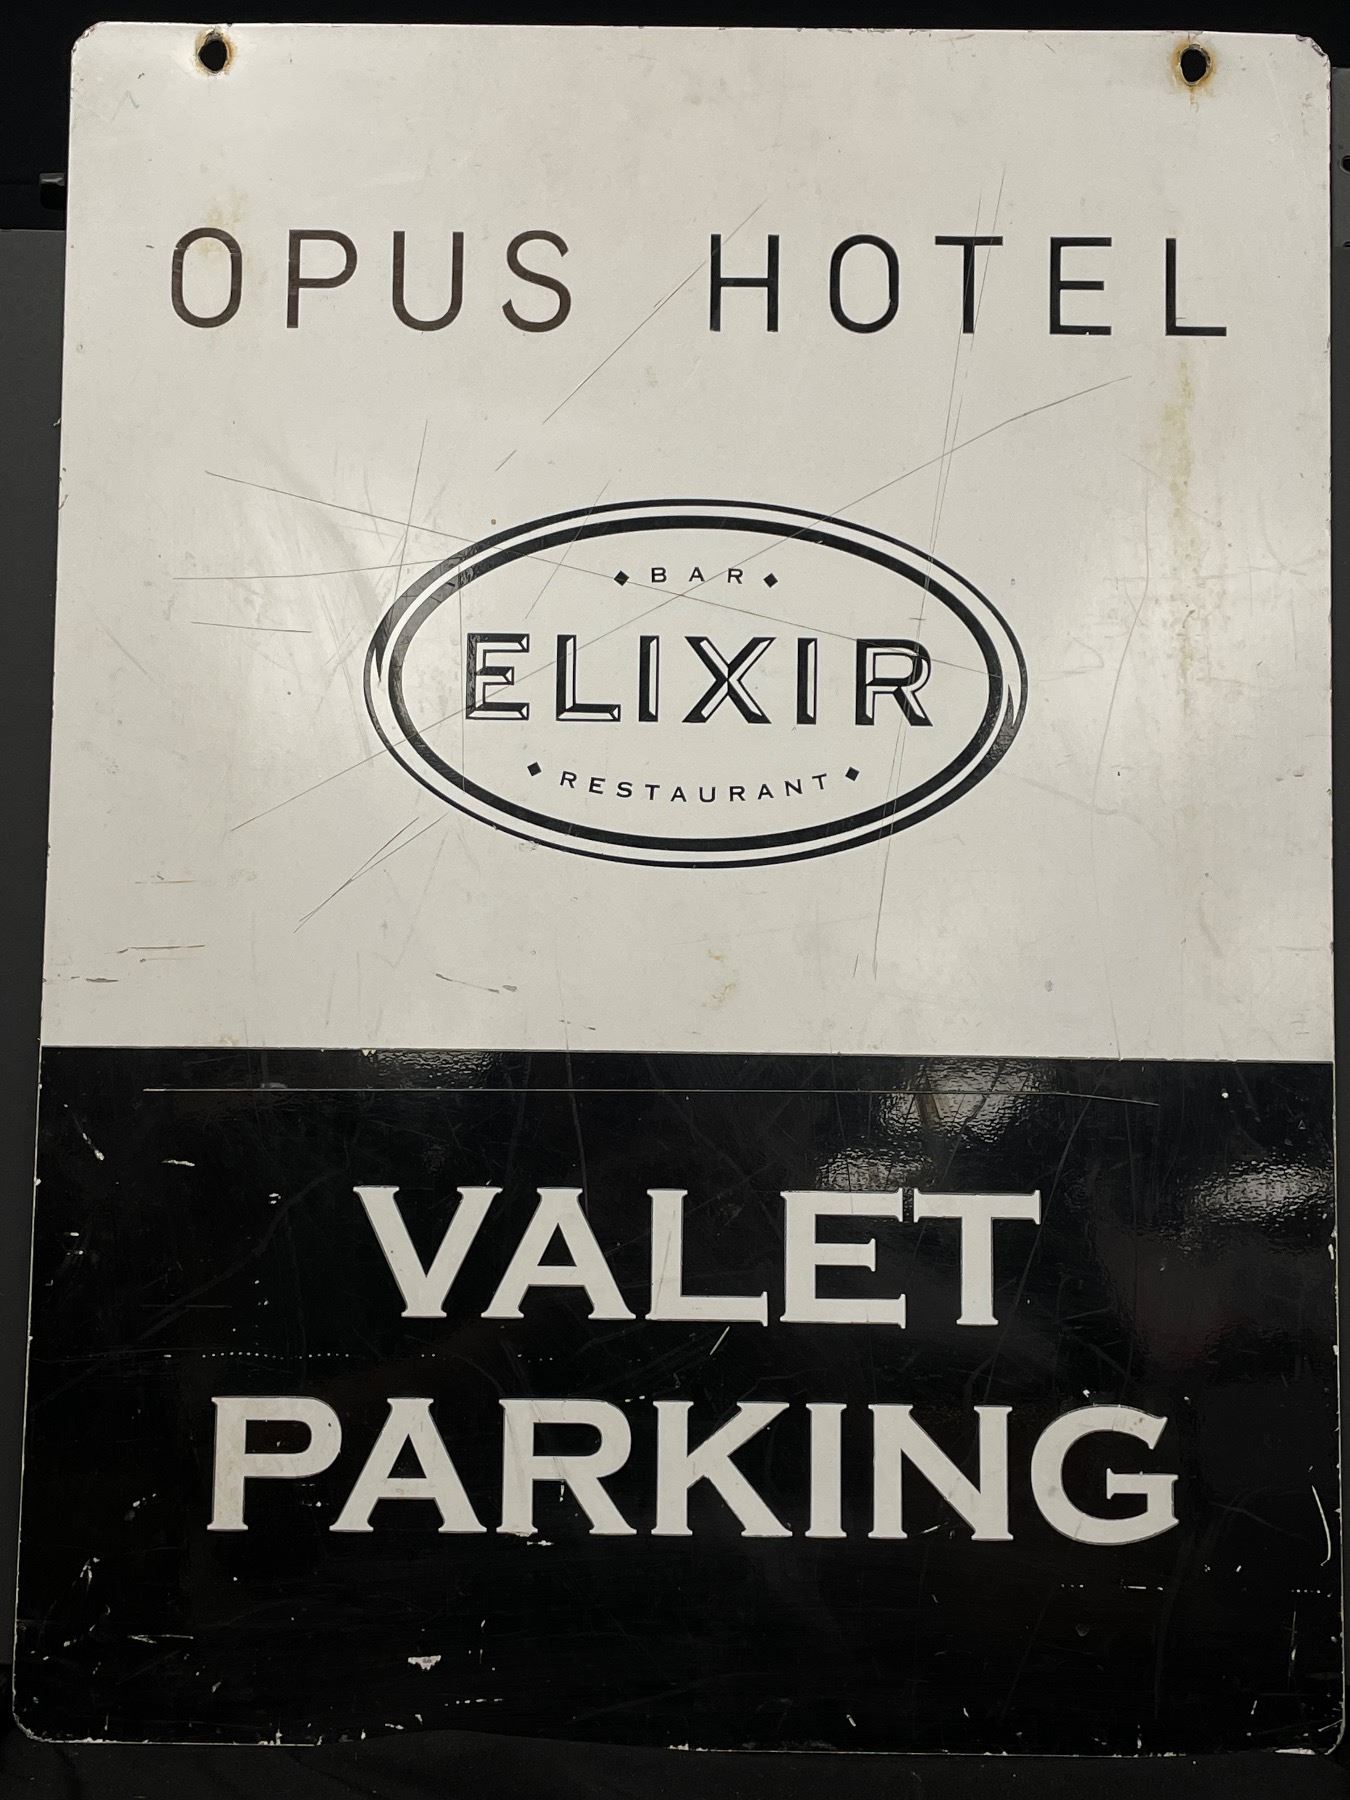 OPUS HOTEL
BAR
ELIXIR
RESTAURANT
VALET
PARKING